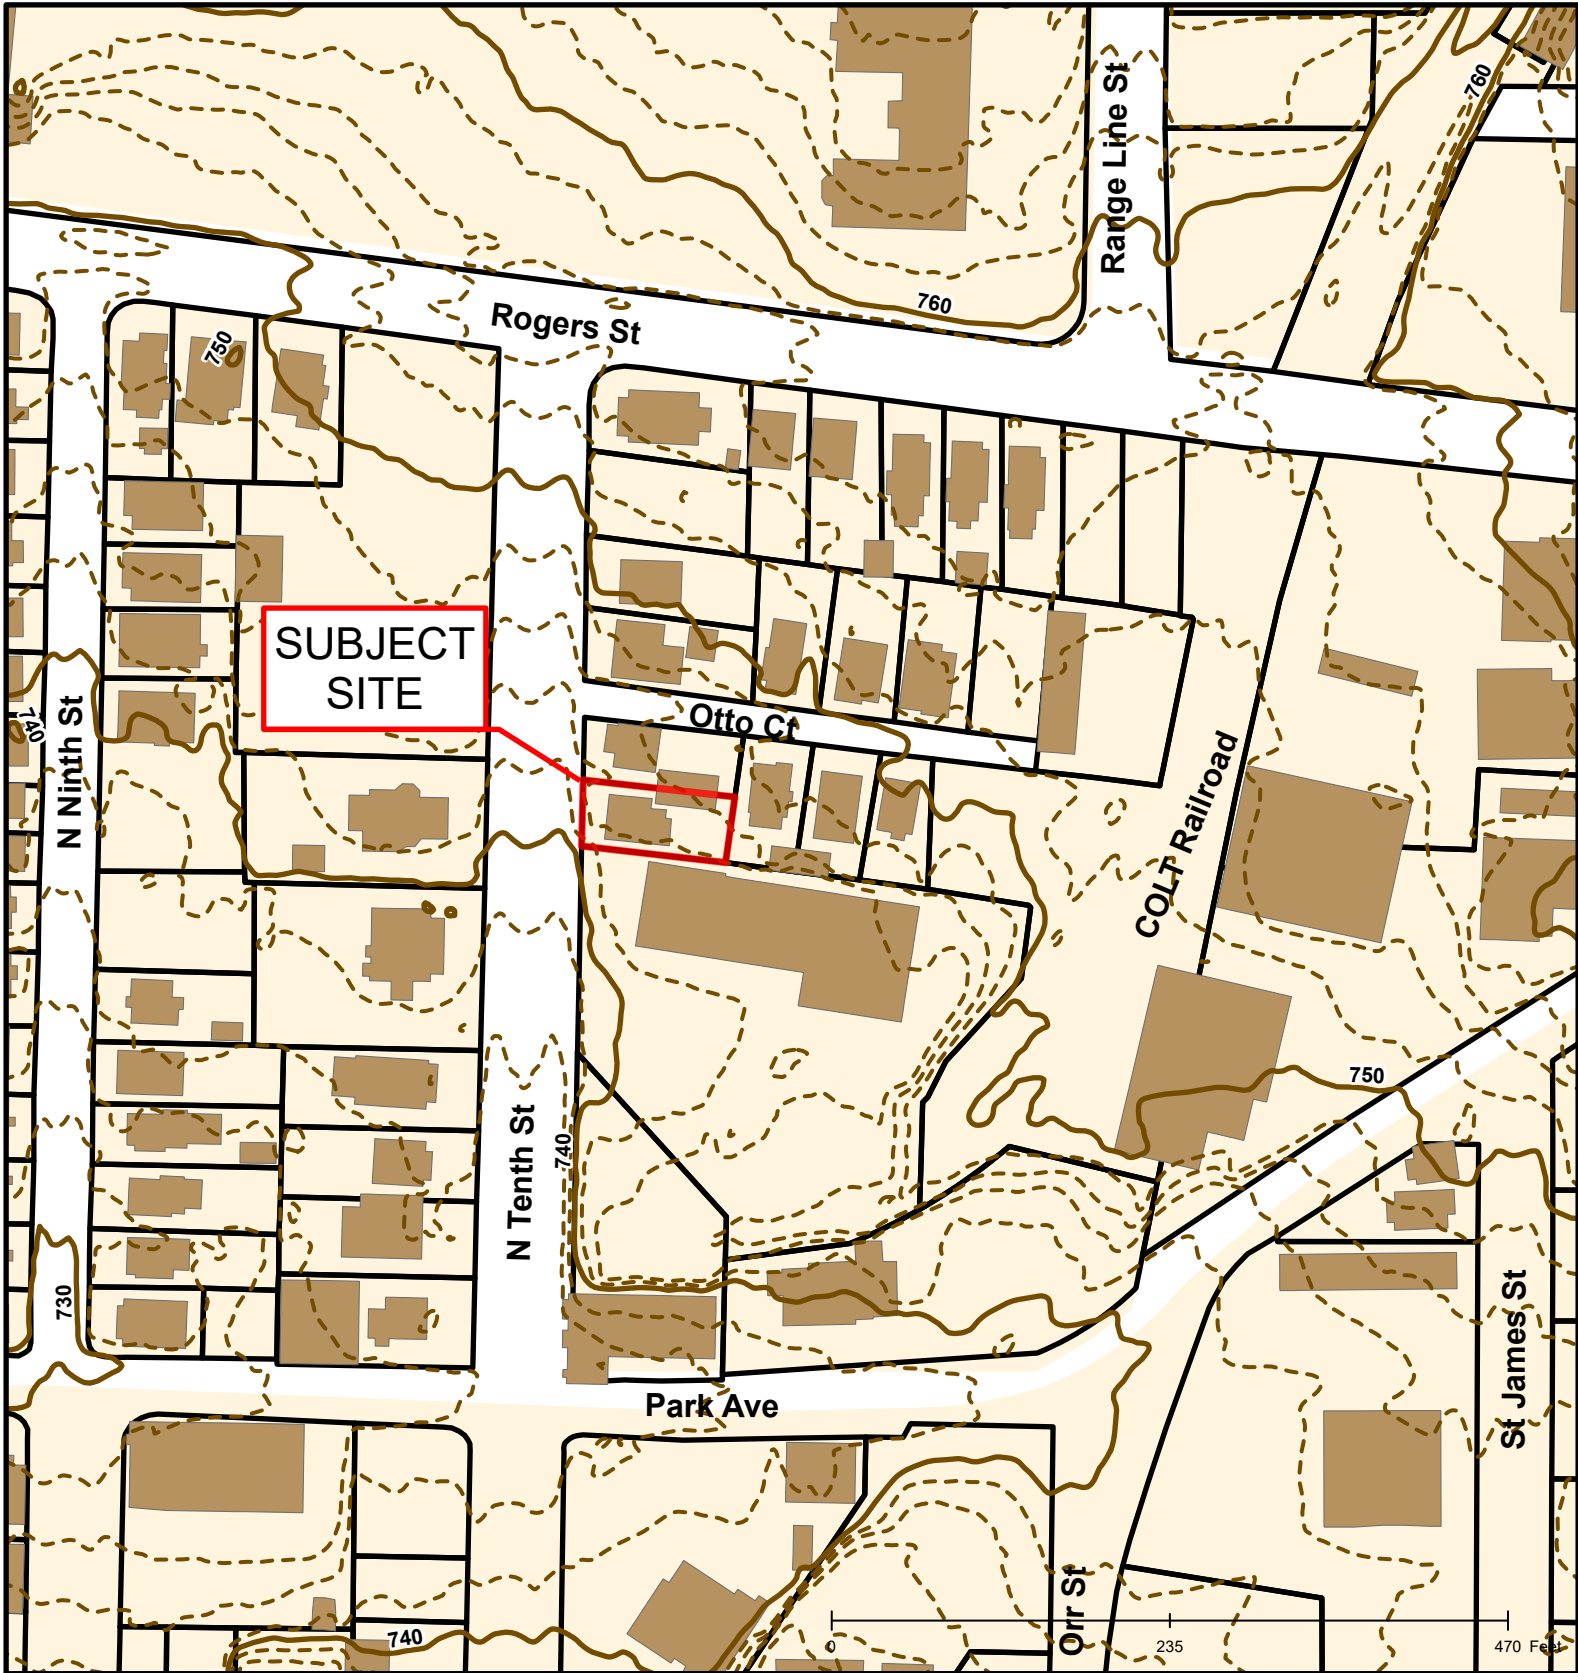 760
Range Line St
760
Rogers St
750
SUBJECT
SITE
Otto Ct
740
N Ninth St
COLT Railroad
750
N Tenth St
740
730
St James St
Park Ave
Orr St
740
0
235
470 Feet